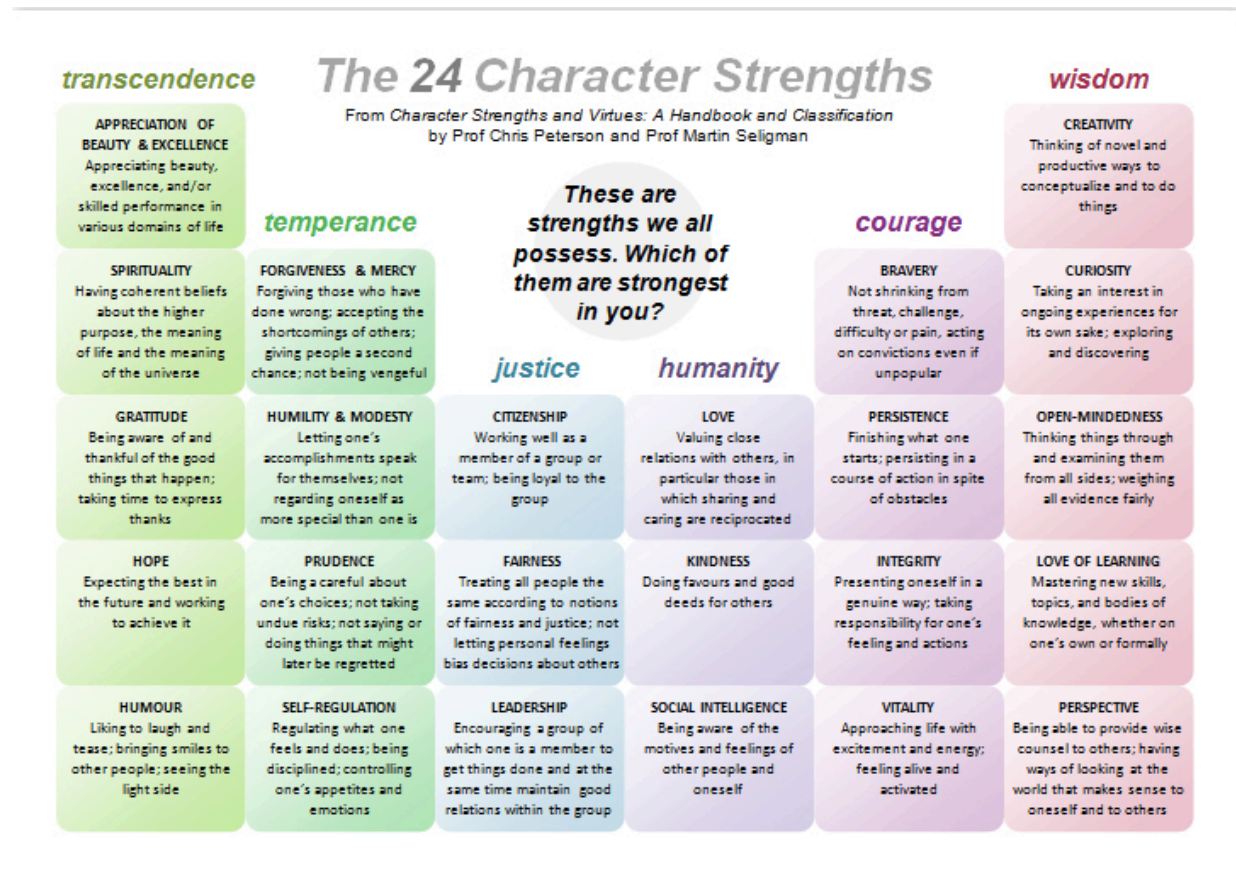 The 24 Character Strengths
From Character Strengths and Virtues: A Handbook and Classification
by Prof Chris Peterson and Prof Martin Seligman
These are
strengths we all
possess. Which of
them are strongest
in you?
transcendence
APPRECIATION OF
BEAUTY & EXCELLENCE
Appreciating beauty,
excellence, and/or
skilled performance in
various domains of life
SPIRITUALITY
Having coherent beliefs
about the higher
purpose, the meaning
of life and the meaning
of the universe
GRATITUDE
Being aware of and
thankful of the good
things that happen;
taking time to express
thanks
HOPE
Expecting the best in
the future and working
to achieve it
HUMOUR
Liking to laugh and
tease; bringing smiles to
other people; seeing the
light side
temperance
FORGIVENESS & MERCY
Forgiving those who have
done wrong; accepting the
shortcomings of others;
giving people a second
chance; not being vengeful
HUMILITY & MODESTY
Letting one's
accomplishments speak
for themselves; not
regarding oneself as
more special than one is
PRUDENCE
Being a careful about
one's choices; not taking
undue risks; not saying or
doing things that might
later be regretted
SELF-REGULATION
Regulating what one
feels and does; being
disciplined; controlling
one's appetites and
emotions
justice
CITIZENSHIP
Working well as a
member of a group or
team; being loyal to the
group
FAIRNESS
Treating all people the
same according to notions
of fairness and justice; not
letting personal feelings
bias decisions about others
LEADERSHIP
Encouraging a group of
which one is a member to
get things done and at the
same time maintain good
relations within the group
humanity
LOVE
Valuing close
relations with others, in
particular those in
which sharing and
caring are reciprocated
KINDNESS
Doing favours and good
deeds for others
SOCIAL INTELLIGENCE
Being aware of the
motives and feelings of
other people and
oneself
courage
BRAVERY
Not shrinking from
threat, challenge,
difficulty or pain, acting
on convictions even if
unpopular
PERSISTENCE
Finishing what one
starts; persisting in a
course of action in spite
of obstacles
INTEGRITY
Presenting oneself in a
genuine way; taking
responsibility for one's
feeling and actions
VITALITY
Approaching life with
excitement and energy;
feeling alive and
activated
wisdom
CREATIVITY
Thinking of novel and
productive ways to
conceptualize and to do
things
CURIOSITY
Taking an interest in
ongoing experiences for
its own sake; exploring
and discovering
OPEN-MINDEDNESS
Thinking things through
and examining them
from all sides; weighing
all evidence fairly
LOVE OF LEARNING
Mastering new skills,
topics, and bodies of
knowledge, whether on
one's own or formally
PERSPECTIVE
Being able to provide wise
counsel to others; having
ways of looking at the
world that makes sense to
oneself and to others